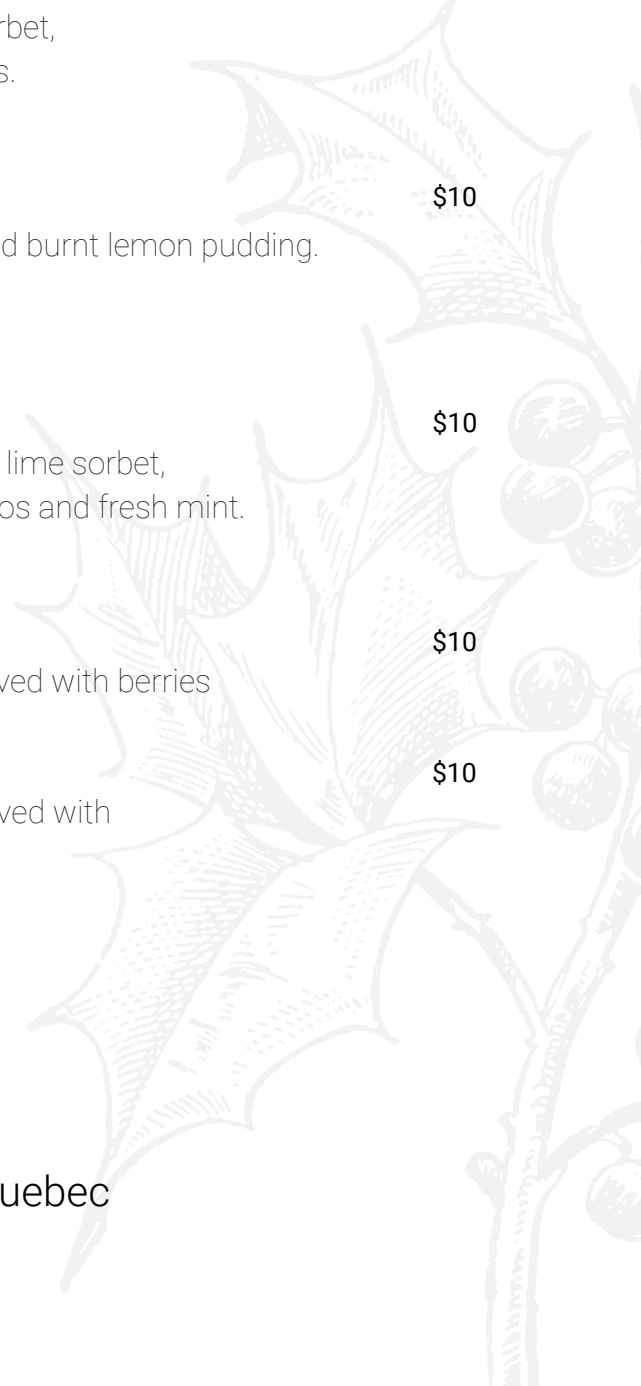 rbet,
s.
$10
d burnt lemon pudding.
$10
lime sorbet,
os and fresh mint.
$10
ved with berries
$10
ved with
uebec